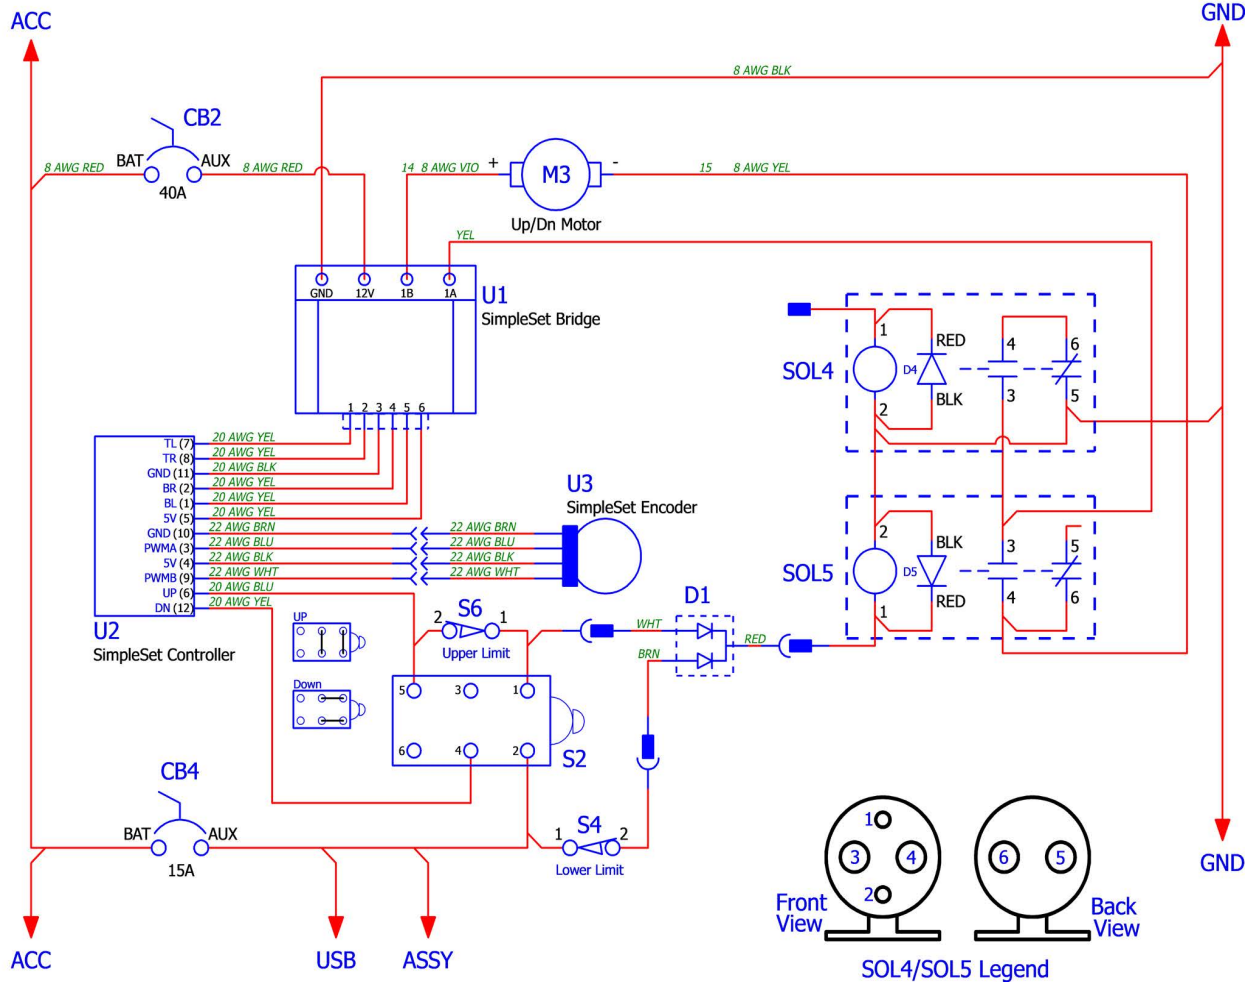 ACC
GND
8 AWG BLK
CB2
BAT
AUX
40A
8 AWG RED
8 AWG RED
14 8 AWG VIO
+
M3
-
15 8 AWG YEL
Up/Dn Motor
YEL
GND
12V
1B
1A
U1
SimpleSet Bridge
1
2
3
4
5
6
SOL4
1
2
D4
RED
BLK
4
3
6
5
TL (7)
20 AWG YEL
TR (8)
20 AWG YEL
GND (11)
20 AWG BLK
BR (2)
20 AWG YEL
BL (1)
20 AWG YEL
5V (5)
20 AWG YEL
GND (10)
22 AWG BRN
22 AWG BRN
PWMA (3)
22 AWG BLU
22 AWG BLU
5V (4)
22 AWG BLK
22 AWG BLK
PWMB (9)
22 AWG WHT
22 AWG WHT
UP (6)
20 AWG BLU
DN (12)
20 AWG YEL
U2
SimpleSet Controller
U3
SimpleSet Encoder
SOL5
2
1
D5
BLK
RED
3
4
5
6
UP
Down
2
S6
1
Upper Limit
WHT
BRN
D1
RED
5
3
1
6
4
2
S2
CB4
BAT
AUX
15A
1
S4
2
Lower Limit
GND
ACC
USB
ASSY
1
3
4
2
Front
View
6
5
Back
View
SOL4/SOL5 Legend